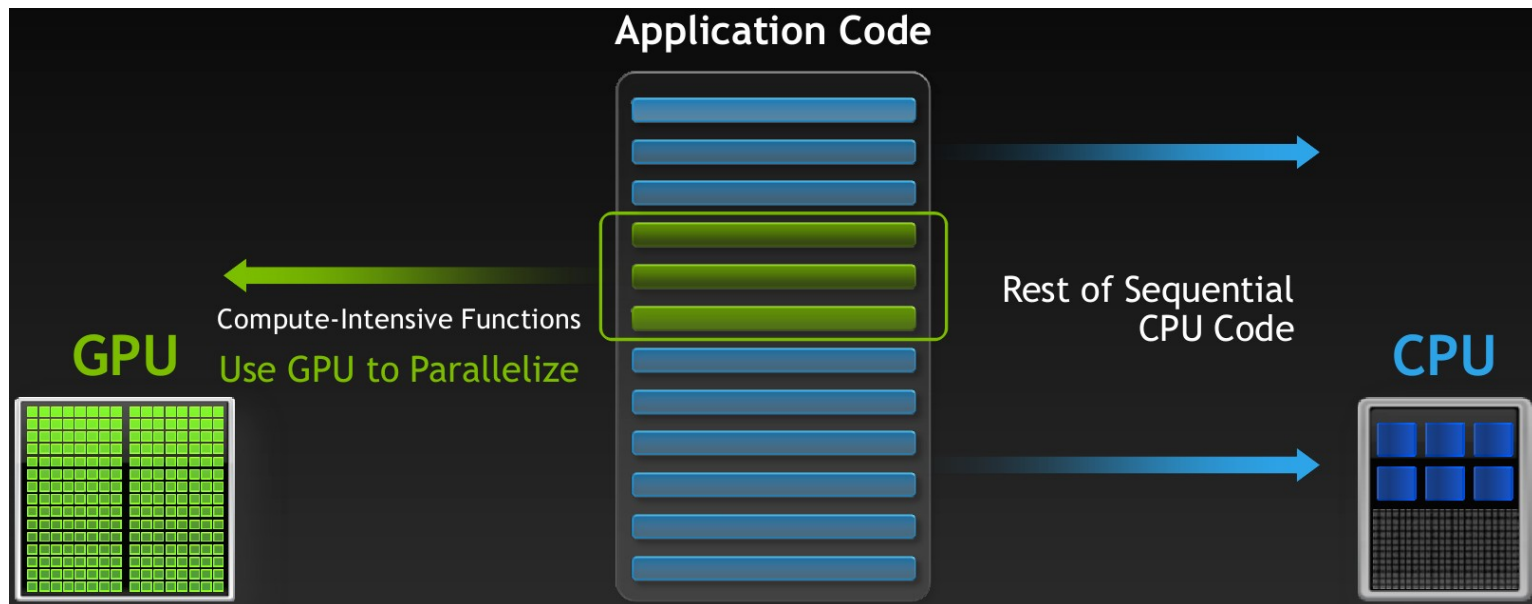 Application Code
Compute-Intensive Functions
Use GPU to Parallelize
GPU
Rest of Sequential
CPU Code
CPU